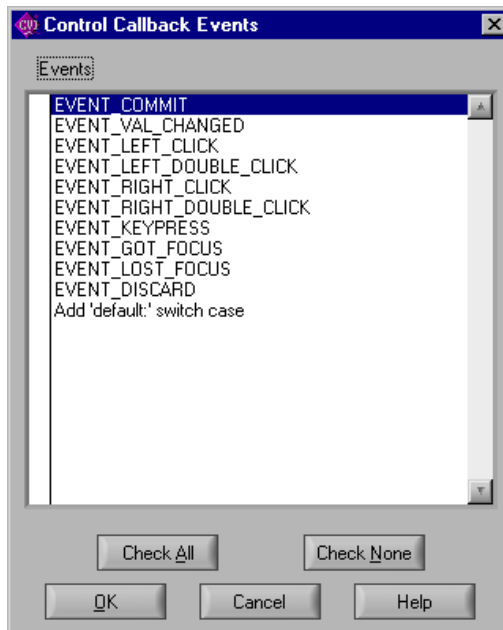 CVI Control Callback Events
Events
EVENT_COMMIT
EVENT_VAL_CHANGED
EVENT_LEFT_CLICK
EVENT_LEFT_DOUBLE_CLICK
EVENT_RIGHT_CLICK
EVENT_RIGHT_DOUBLE_CLICK
EVENT_KEYPRESS
EVENT_GOT_FOCUS
EVENT_LOST_FOCUS
EVENT_DISCARD
Add 'default:' switch case
Check All Check None
OK Cancel Help